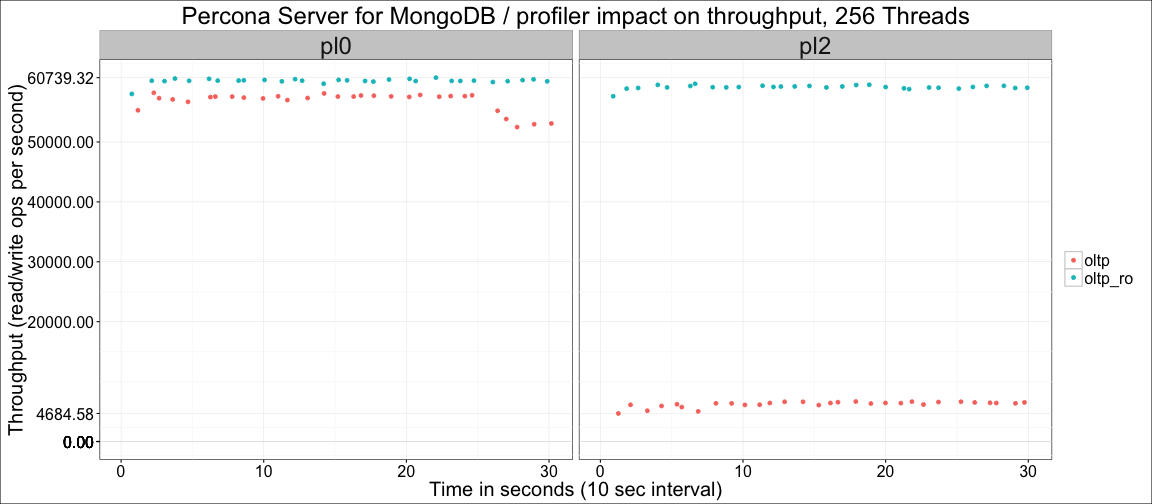 Percona Server for MongoDB / profiler impact on throughput, 256 Threads
pl0
pl2
Throughput (read/write ops per second)
60739.32
50000.00
40000.00
30000.00
20000.00
4684.58
0.00
0 10 20 30
0 10 20 30
Time in seconds (10 sec interval)
oltp
oltp_ro